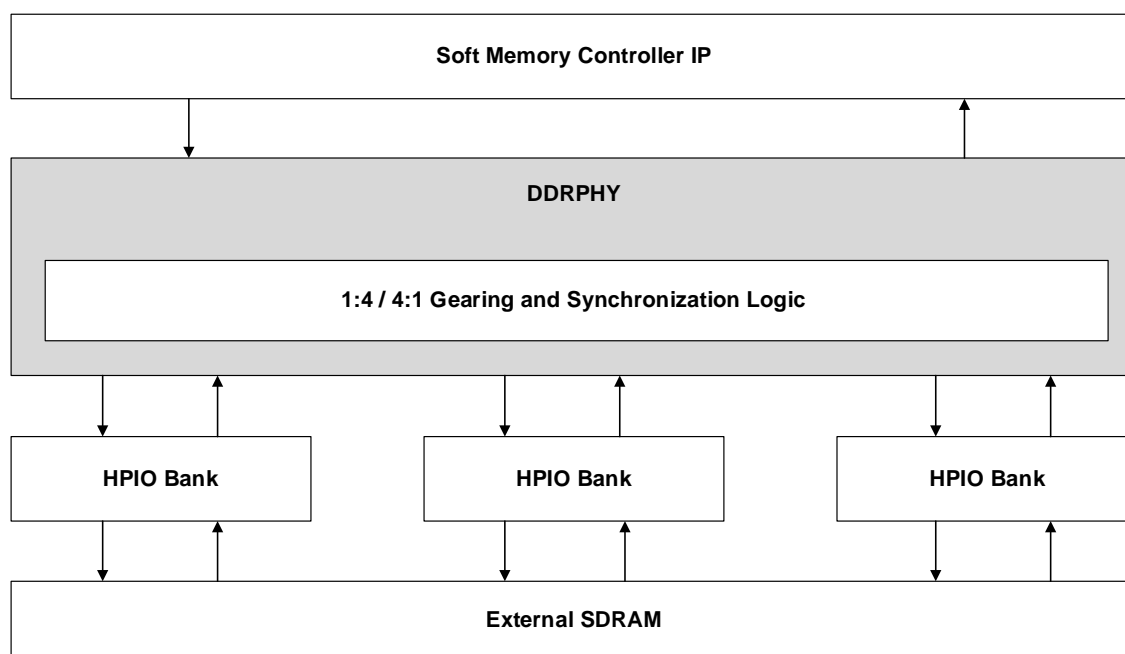 Soft Memory Controller IP
DDRPHY
1:4 / 4:1 Gearing and Synchronization Logic
HPIO Bank
HPIO Bank
HPIO Bank
External SDRAM